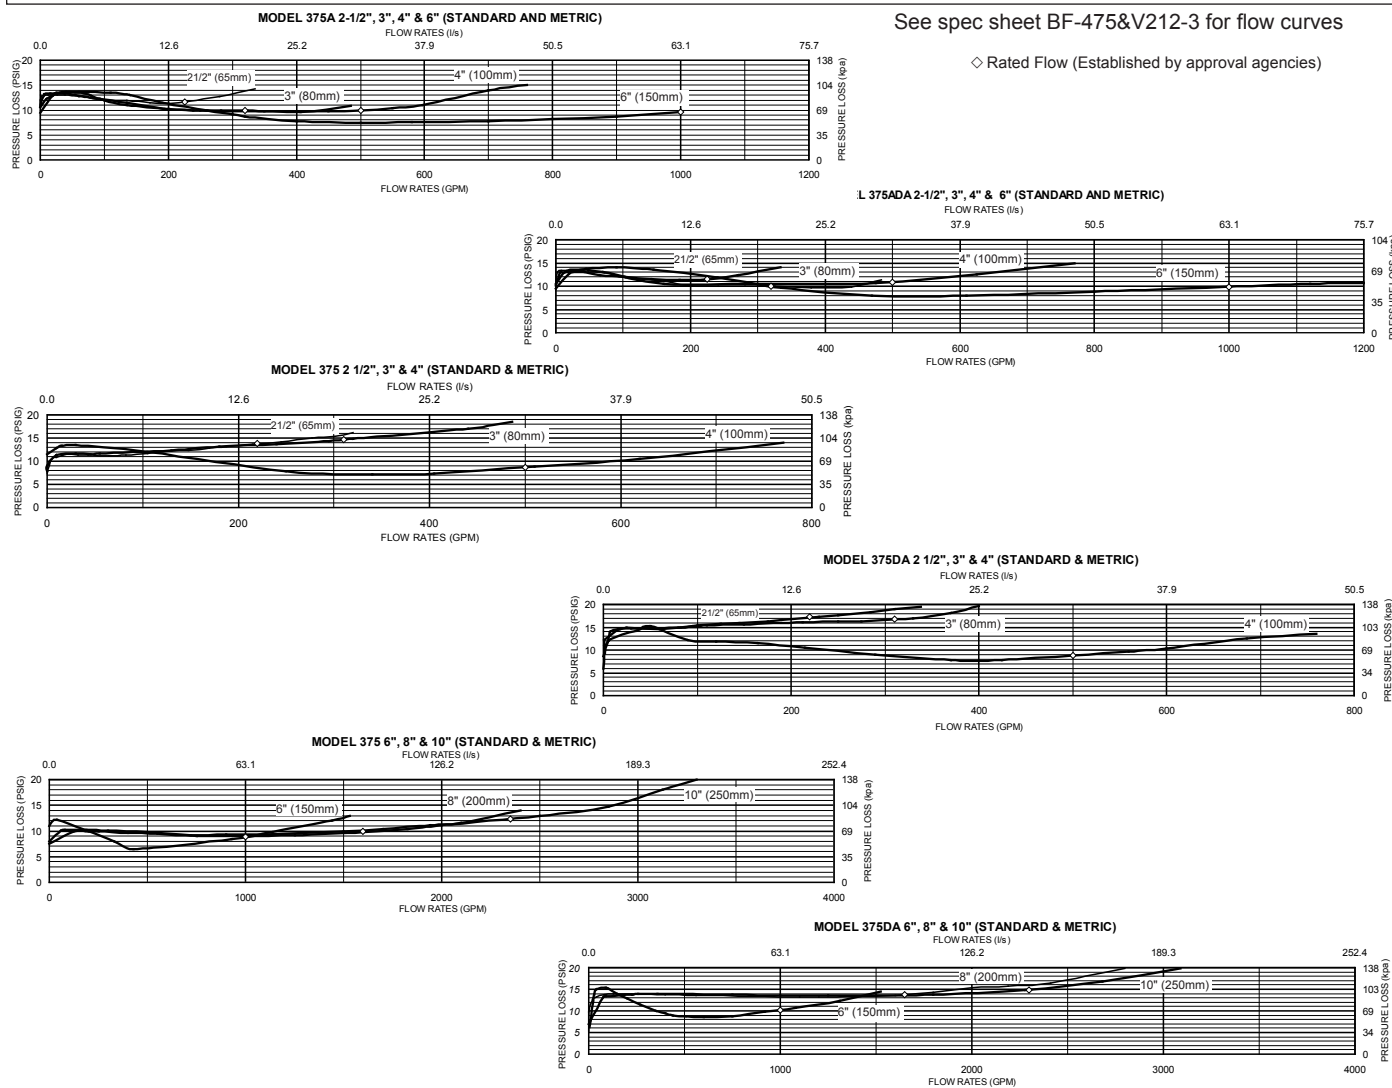 See spec sheet BF-475&V212-3 for flow curves
◇ Rated Flow (Established by approval agencies)
MODEL 375A 2-1/2", 3", 4" & 6" (STANDARD AND METRIC)
FLOW RATES (l/s)
0.0 12.6 25.2 37.9 50.5 63.1 75.7
PRESSURE LOSS (PSIG)
20 15 10 5 0
21/2" (65mm)
3" (80mm)
4" (100mm)
6" (150mm)
138 104 69 35 0
PRESSURE LOSS (kpa)
0 200 400 600 800 1000 1200
FLOW RATES (GPM)
L 375ADA 2-1/2", 3", 4" & 6" (STANDARD AND METRIC)
FLOW RATES (l/s)
0.0 12.6 25.2 37.9 50.5 63.1 75.7
PRESSURE LOSS (PSIG)
20 15 10 5 0
21/2" (65mm)
3" (80mm)
4" (100mm)
6" (150mm)
104 69 35 0
0 200 400 600 800 1000 1200
FLOW RATES (GPM)
MODEL 375 2 1/2", 3" & 4" (STANDARD & METRIC)
FLOW RATES (l/s)
0.0 12.6 25.2 37.9 50.5
PRESSURE LOSS (PSIG)
20 15 10 5 0
21/2" (65mm)
3" (80mm)
4" (100mm)
138 104 69 35 0
PRESSURE LOSS (kpa)
0 200 400 600 800
FLOW RATES (GPM)
MODEL 375DA 2 1/2", 3" & 4" (STANDARD & METRIC)
FLOW RATES (l/s)
0.0 12.6 25.2 37.9 50.5
PRESSURE LOSS (PSIG)
20 15 10 5 0
21/2" (65mm)
3" (80mm)
4" (100mm)
138 103 69 34 0
PRESSURE LOSS (kpa)
0 200 400 600 800
FLOW RATES (GPM)
MODEL 375 6", 8" & 10" (STANDARD & METRIC)
FLOW RATES (l/s)
0.0 63.1 126.2 189.3 252.4
PRESSURE LOSS (PSIG)
20 15 10 5 0
6" (150mm)
8" (200mm)
10" (250mm)
138 104 69 35 0
PRESSURE LOSS (kpa)
0 1000 2000 3000 4000
FLOW RATES (GPM)
MODEL 375DA 6", 8" & 10" (STANDARD & METRIC)
FLOW RATES (l/s)
0.0 63.1 126.2 189.3 252.4
PRESSURE LOSS (PSIG)
20 15 10 5 0
8" (200mm)
10" (250mm)
6" (150mm)
138 103 69 34 0
PRESSURE LOSS (kpa)
0 1000 2000 3000 4000
FLOW RATES (GPM)